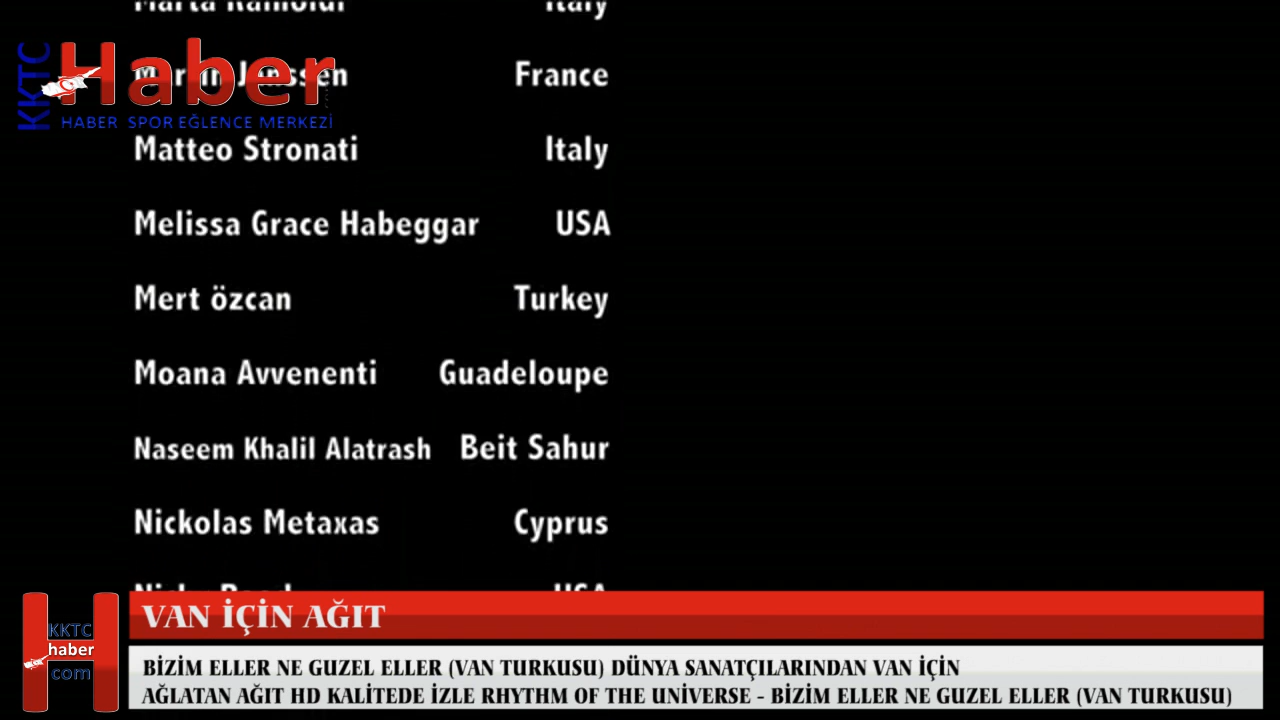 Italy
KKTC Haber
France
HABER SPOR EĞLENCE MERKEZİ
Matteo Stronati Italy
Melissa Grace Habeggar USA
Mert özcan Turkey
Moana Avvenenti Guadeloupe
Naseem Khalil Alatrash Beit Sahur
Nickolas Metaxas Cyprus
USA
VAN İÇİN AĞIT
KKTC
haber
com
BİZİM ELLER NE GUZEL ELLER (VAN TURKUSU) DÜNYA SANATÇILARINDAN VAN İÇİN
AĞLATAN AĞIT HD KALİTEDE İZLE RHYTHM OF THE UNİVERSE - BİZİM ELLER NE GUZEL ELLER (VAN TURKUSU)